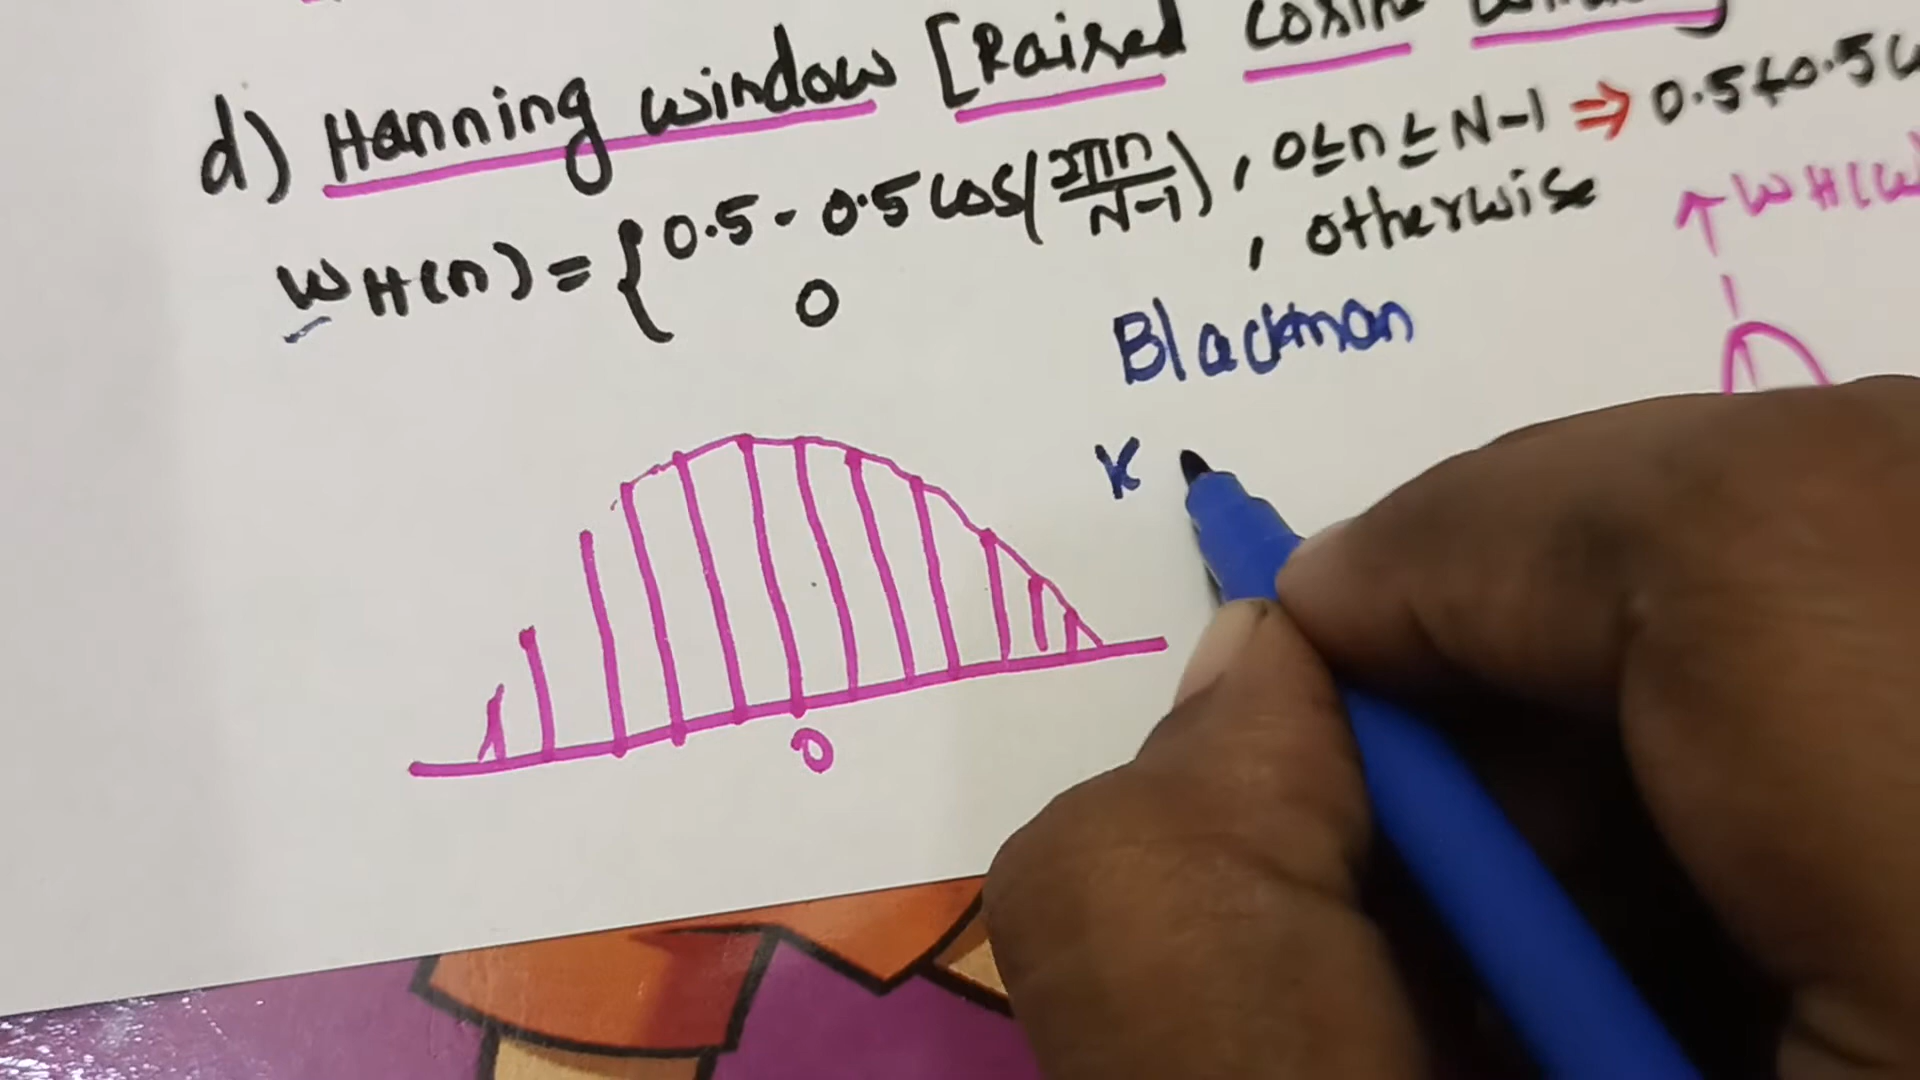 d) Hanning window [Raised Cosine
W H(n) = { 0.5 - 0.5 cos(2πn/N-1) , 0≤n≤N-1 ⇒ 0.5+0.5
0 , otherwise
↑ W H(W)
Blackman
K
0